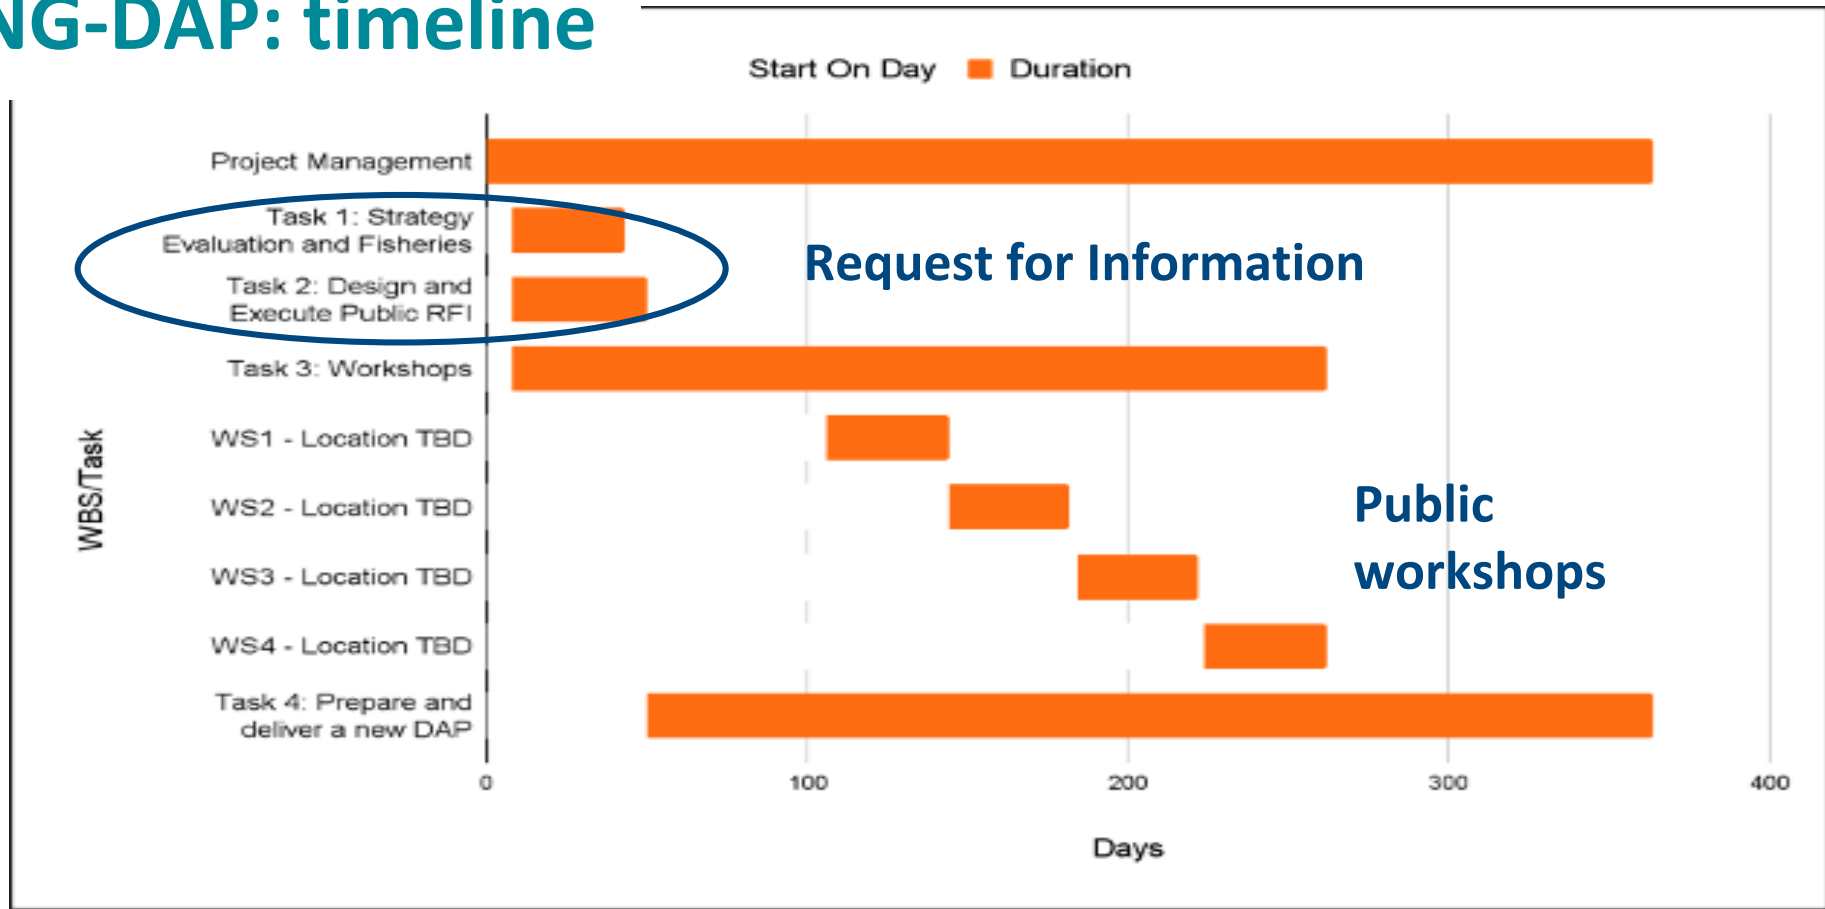 NG-DAP: timeline
Start On Day Duration
Project Management
Task 1: Strategy
Evaluation and Fisheries
Task 2: Design and
Execute Public RFI
Request for Information
Task 3: Workshops
WS1 - Location TBD
WS2 - Location TBD
WS3 - Location TBD
WS4 - Location TBD
Task 4: Prepare and
deliver a new DAP
Public
workshops
WBS/Task
0 100 200 300 400
Days